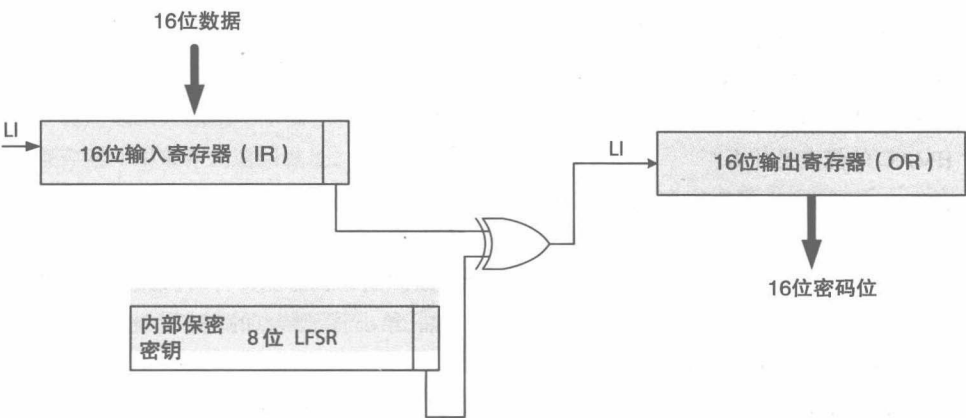 16位数据
LI
16位输入寄存器（IR）
LI
16位输出寄存器（OR）
16位密码位
内部保密
密钥
8位 LFSR